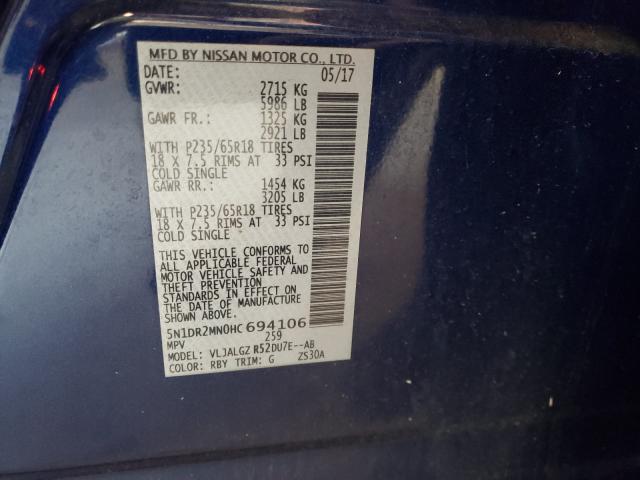 MFD BY NISSAN MOTOR CO., LTD.
DATE: 05/17
GVWR: 2715 KG
5986 LB
GAWR FR.: 1325 KG
2921 LB
WITH P235/65R18 TIRES
18 X 7.5 RIMS AT 33 PSI
COLD SINGLE
GAWR RR.: 1454 KG
3205 LB
WITH P235/65R18 TIRES
18 X 7.5 RIMS AT 33 PSI
COLD SINGLE
THIS VEHICLE CONFORMS TO
ALL APPLICABLE FEDERAL
MOTOR VEHICLE SAFETY AND
THEFT PREVENTION
STANDARDS IN EFFECT ON
THE DATE OF MANUFACTURE
SHOWN ABOVE.
5N1DR2MN0HC694106
MPV 259
MODEL: VLJALGZ R52DU7E--AB
COLOR: RBY TRIM: G ZS30A